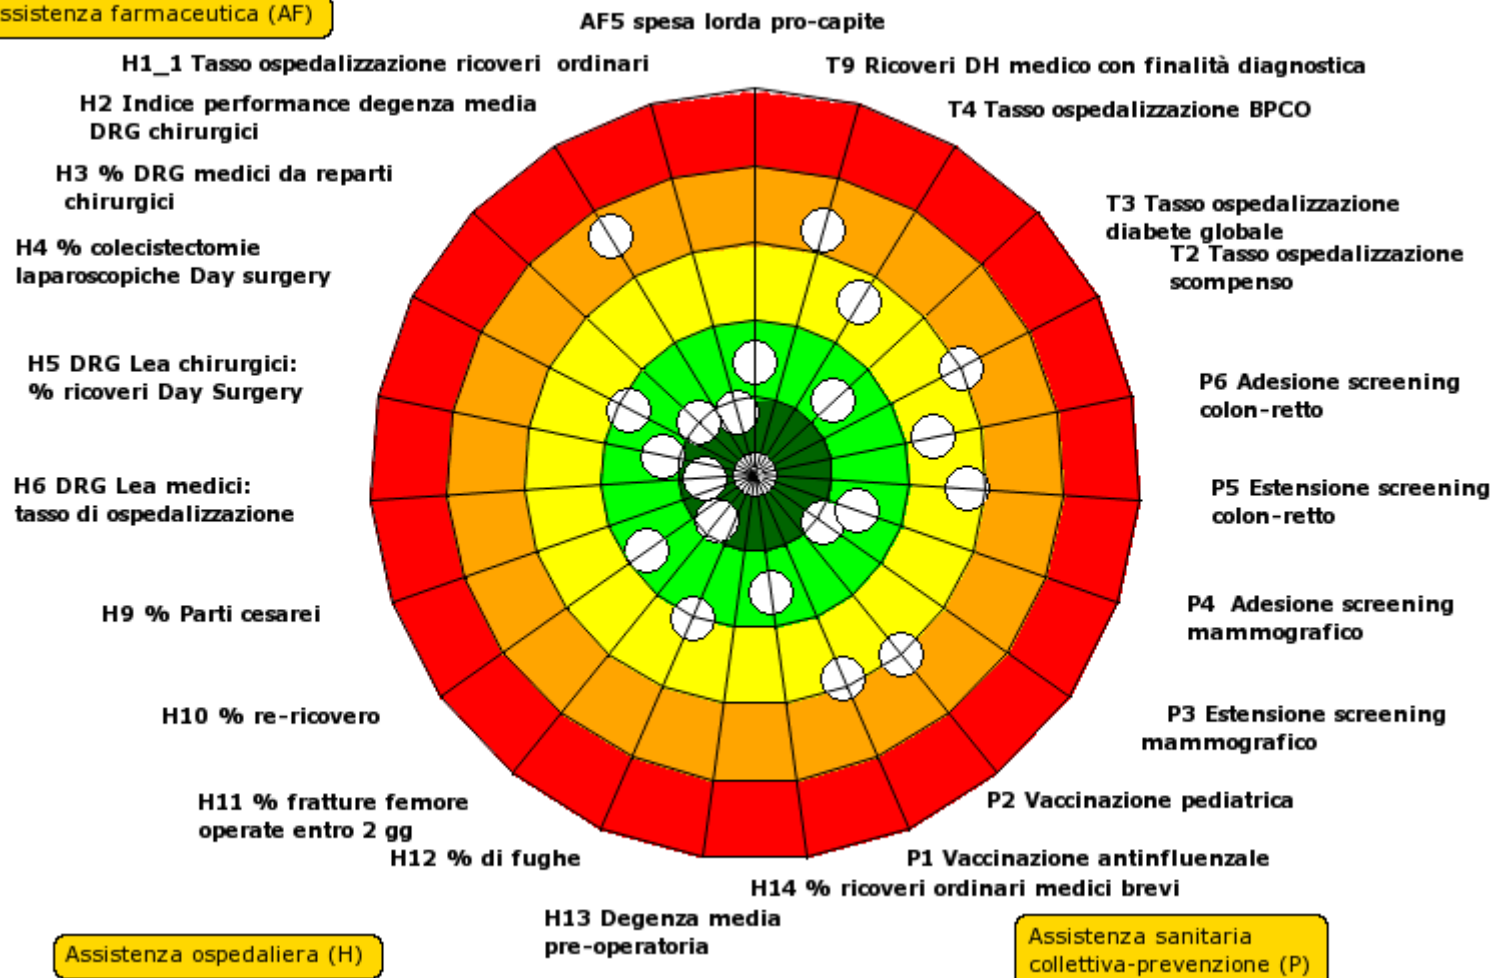 ssistenza farmaceutica (AF)
AF5 spesa lorda pro-capite
H1_1 Tasso ospedalizzazione ricoveri ordinari
T9 Ricoveri DH medico con finalità diagnostica
H2 Indice performance degenza media
DRG chirurgici
T4 Tasso ospedalizzazione BPCO
H3 % DRG medici da reparti
chirurgici
T3 Tasso ospedalizzazione
diabete globale
H4 % colecistectomie
laparoscopiche Day surgery
T2 Tasso ospedalizzazione
scompenso
H5 DRG Lea chirurgici:
% ricoveri Day Surgery
P6 Adesione screening
colon-retto
H6 DRG Lea medici:
tasso di ospedalizzazione
P5 Estensione screening
colon-retto
H9 % Parti cesarei
P4 Adesione screening
mammografico
H10 % re-ricovero
P3 Estensione screening
mammografico
H11 % fratture femore
operate entro 2 gg
P2 Vaccinazione pediatrica
H12 % di fughe
P1 Vaccinazione antinfluenzale
H14 % ricoveri ordinari medici brevi
H13 Degenza media
pre-operatoria
Assistenza ospedaliera (H)
Assistenza sanitaria
collettiva-prevenzione (P)